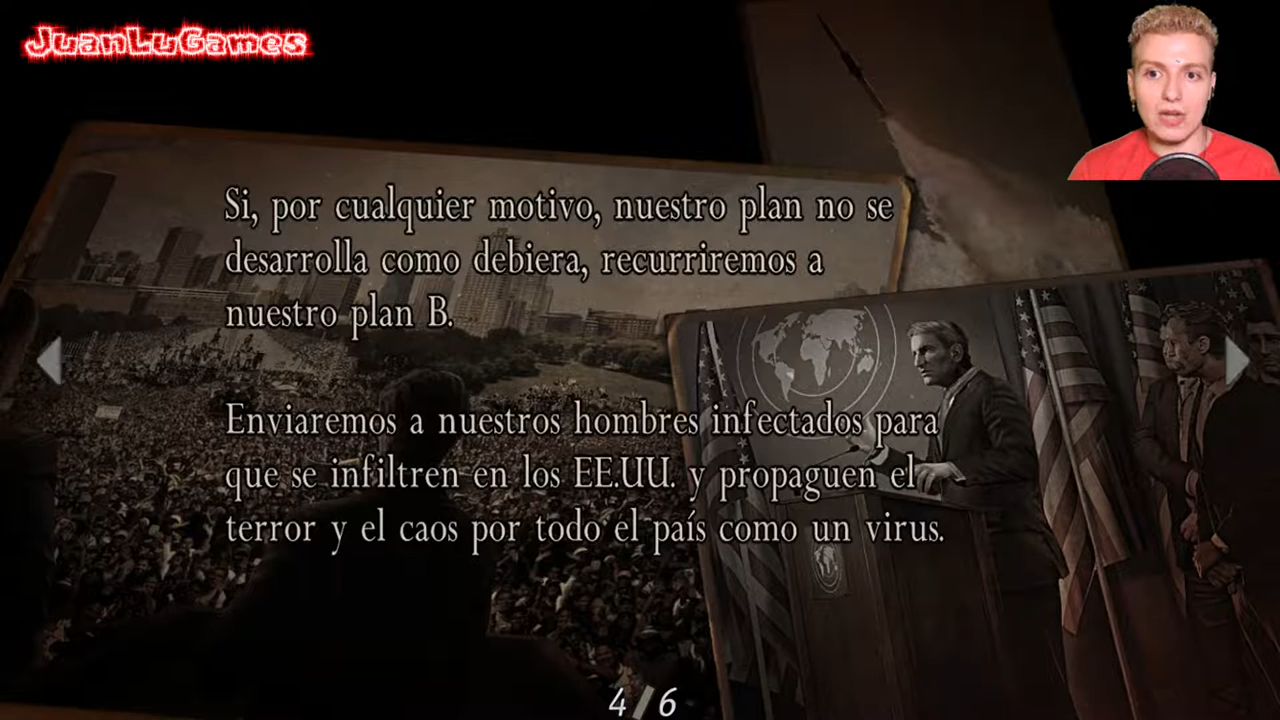 JuanLuGames
Si, por cualquier motivo, nuestro plan no se
desarrolla como debiera, recurriremos a
nuestro plan B.
Enviaremos a nuestros hombres infectados para
que se infiltren en los EE.UU. y propaguen el
terror y el caos por todo el país como un virus.
4/6